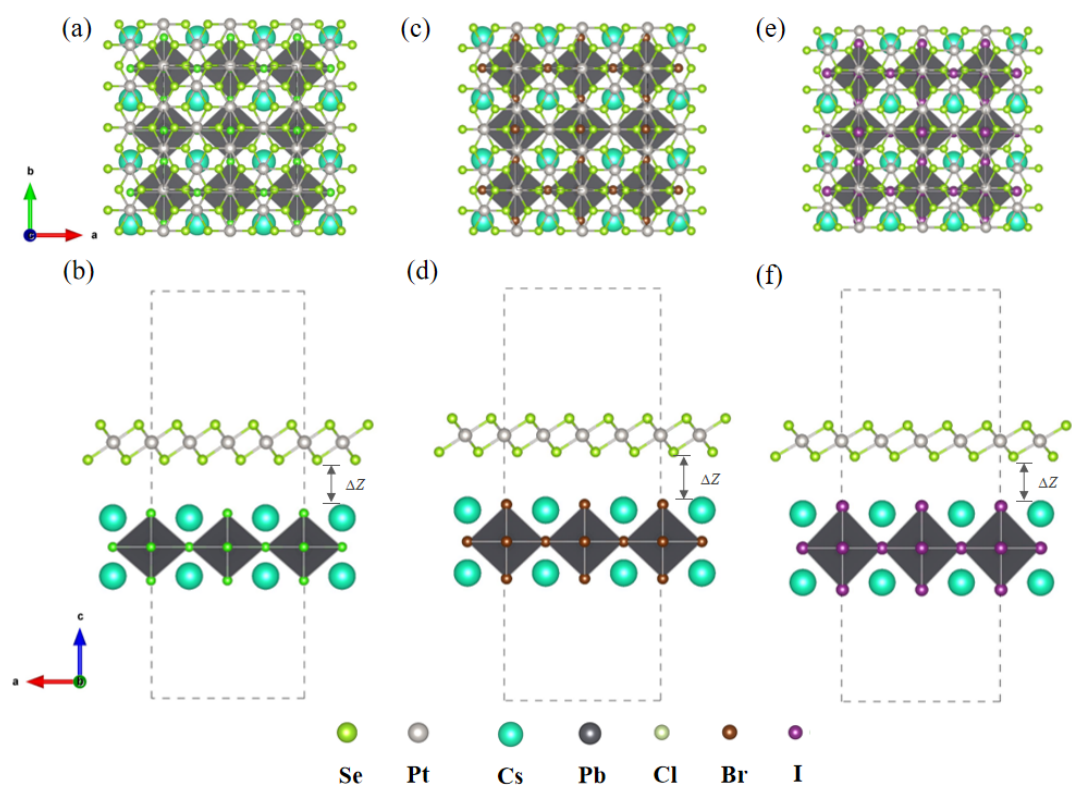 (a)
(c)
(e)
b
c
a
(b)
(d)
(f)
ΔZ
ΔZ
ΔZ
c
a
b
Se Pt Cs Pb Cl Br I